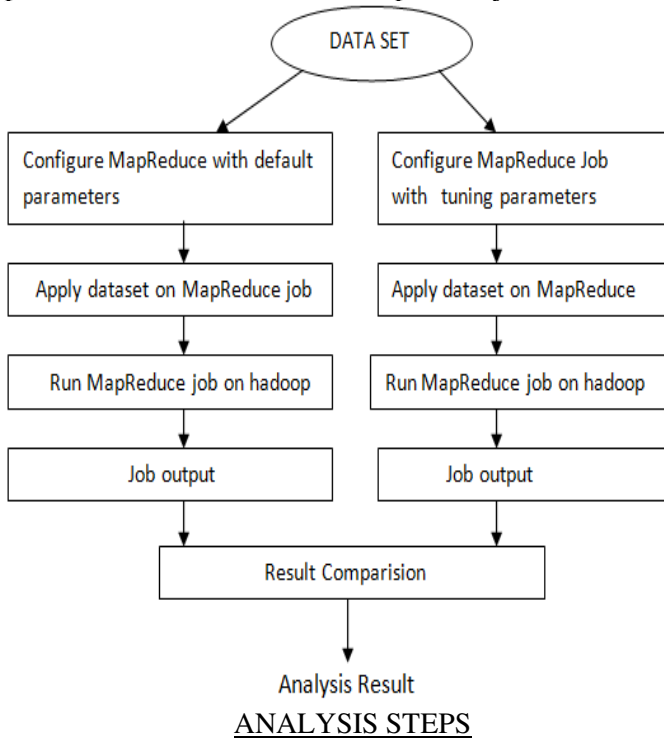 DATA SET
Configure MapReduce with default
parameters
Configure MapReduce Job
with tuning parameters
Apply dataset on MapReduce job
Apply dataset on MapReduce
Run MapReduce job on hadoop
Run MapReduce job on hadoop
Job output
Job output
Result Comparision
Analysis Result
ANALYSIS STEPS